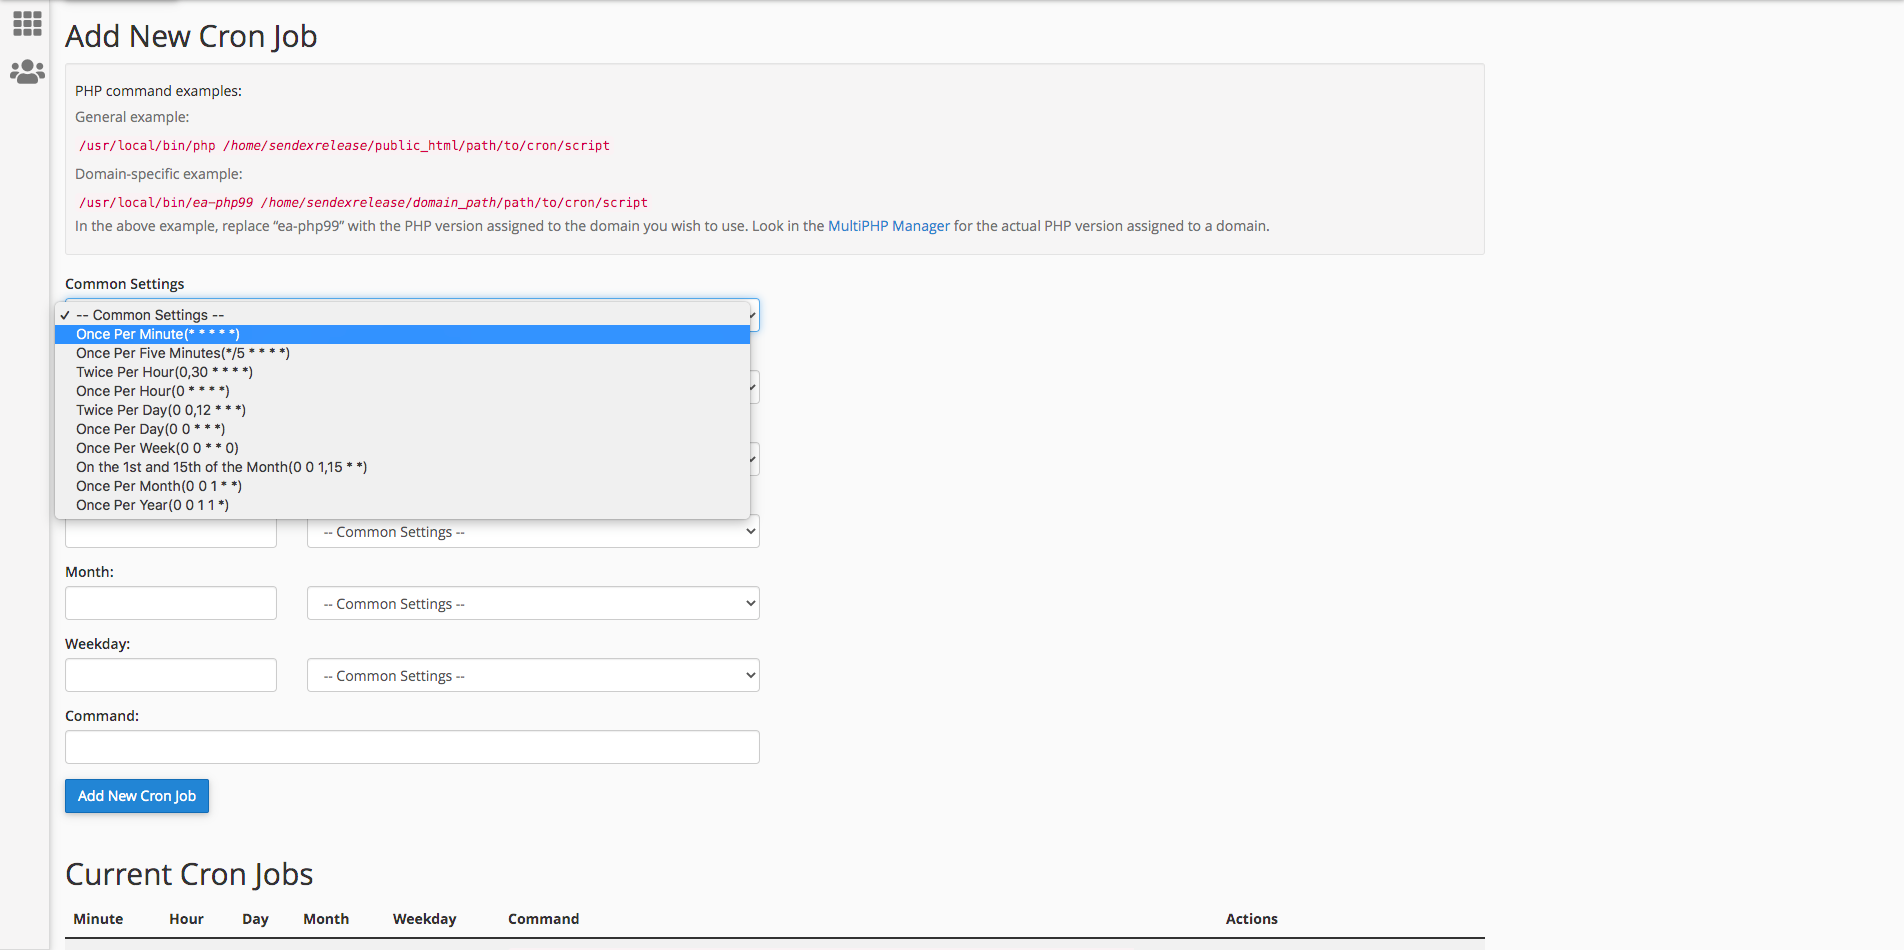 Add New Cron Job
PHP command examples:
General example:
/usr/local/bin/php /home/sendexrelease/public_html/path/to/cron/script
Domain-specific example:
/usr/local/bin/ea-php99 /home/sendexrelease/domain_path/path/to/cron/script
In the above example, replace “ea-php99” with the PHP version assigned to the domain you wish to use. Look in the MultiPHP Manager for the actual PHP version assigned to a domain.
Common Settings
✓ -- Common Settings --
Once Per Minute(* * * * *)
Once Per Five Minutes(*/5 * * * *)
Twice Per Hour(0,30 * * * *)
Once Per Hour(0 * * * *)
Twice Per Day(0 0,12 * * *)
Once Per Day(0 0 * * *)
Once Per Week(0 0 * * 0)
On the 1st and 15th of the Month(0 0 1,15 * *)
Once Per Month(0 0 1 * *)
Once Per Year(0 0 1 1 *)
-- Common Settings --
Month:
-- Common Settings --
Weekday:
-- Common Settings --
Command:
Add New Cron Job
Current Cron Jobs
Minute Hour Day Month Weekday Command Actions